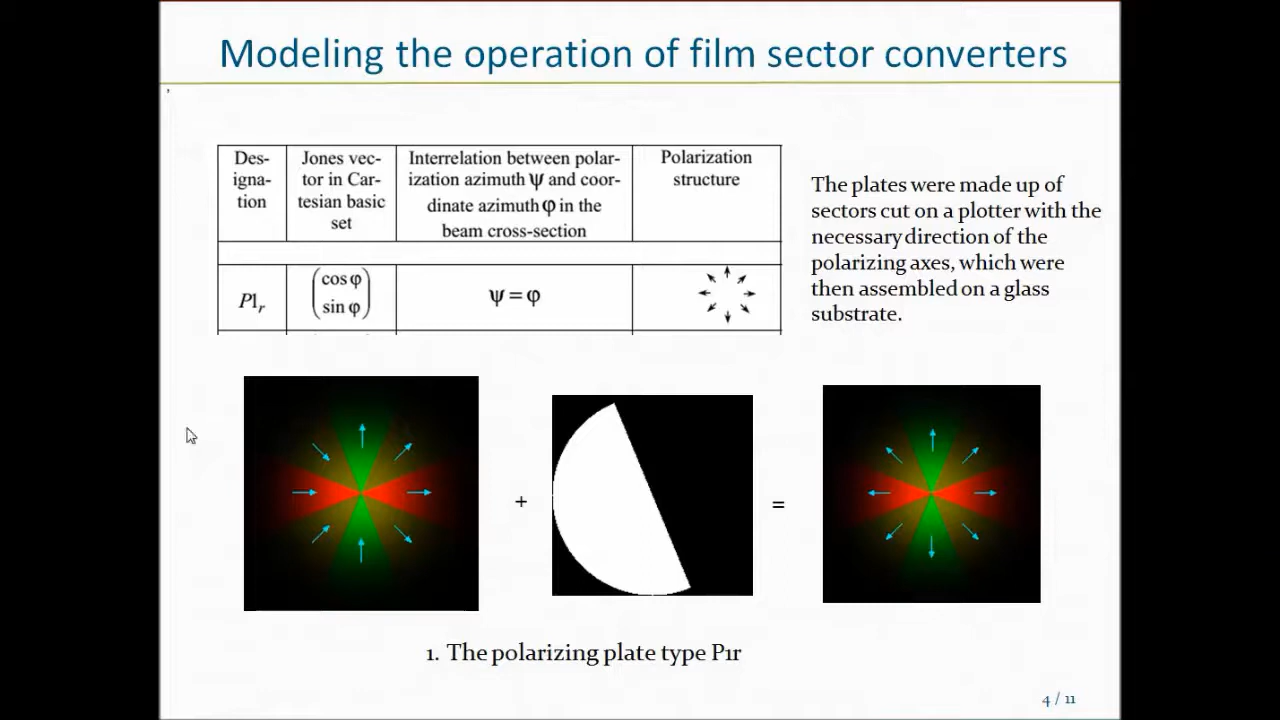 Modeling the operation of film sector converters
,
Des-
igna-
tion
Jones vec-
tor in Car-
tesian basic
set
Interrelation between polar-
ization azimuth ψ and coor-
dinate azimuth φ in the
beam cross-section
Polarization
structure
P1r
cos φ
sin φ
ψ = φ
The plates were made up of
sectors cut on a plotter with the
necessary direction of the
polarizing axes, which were
then assembled on a glass
substrate.
+
=
1. The polarizing plate type P1r
4 / 11